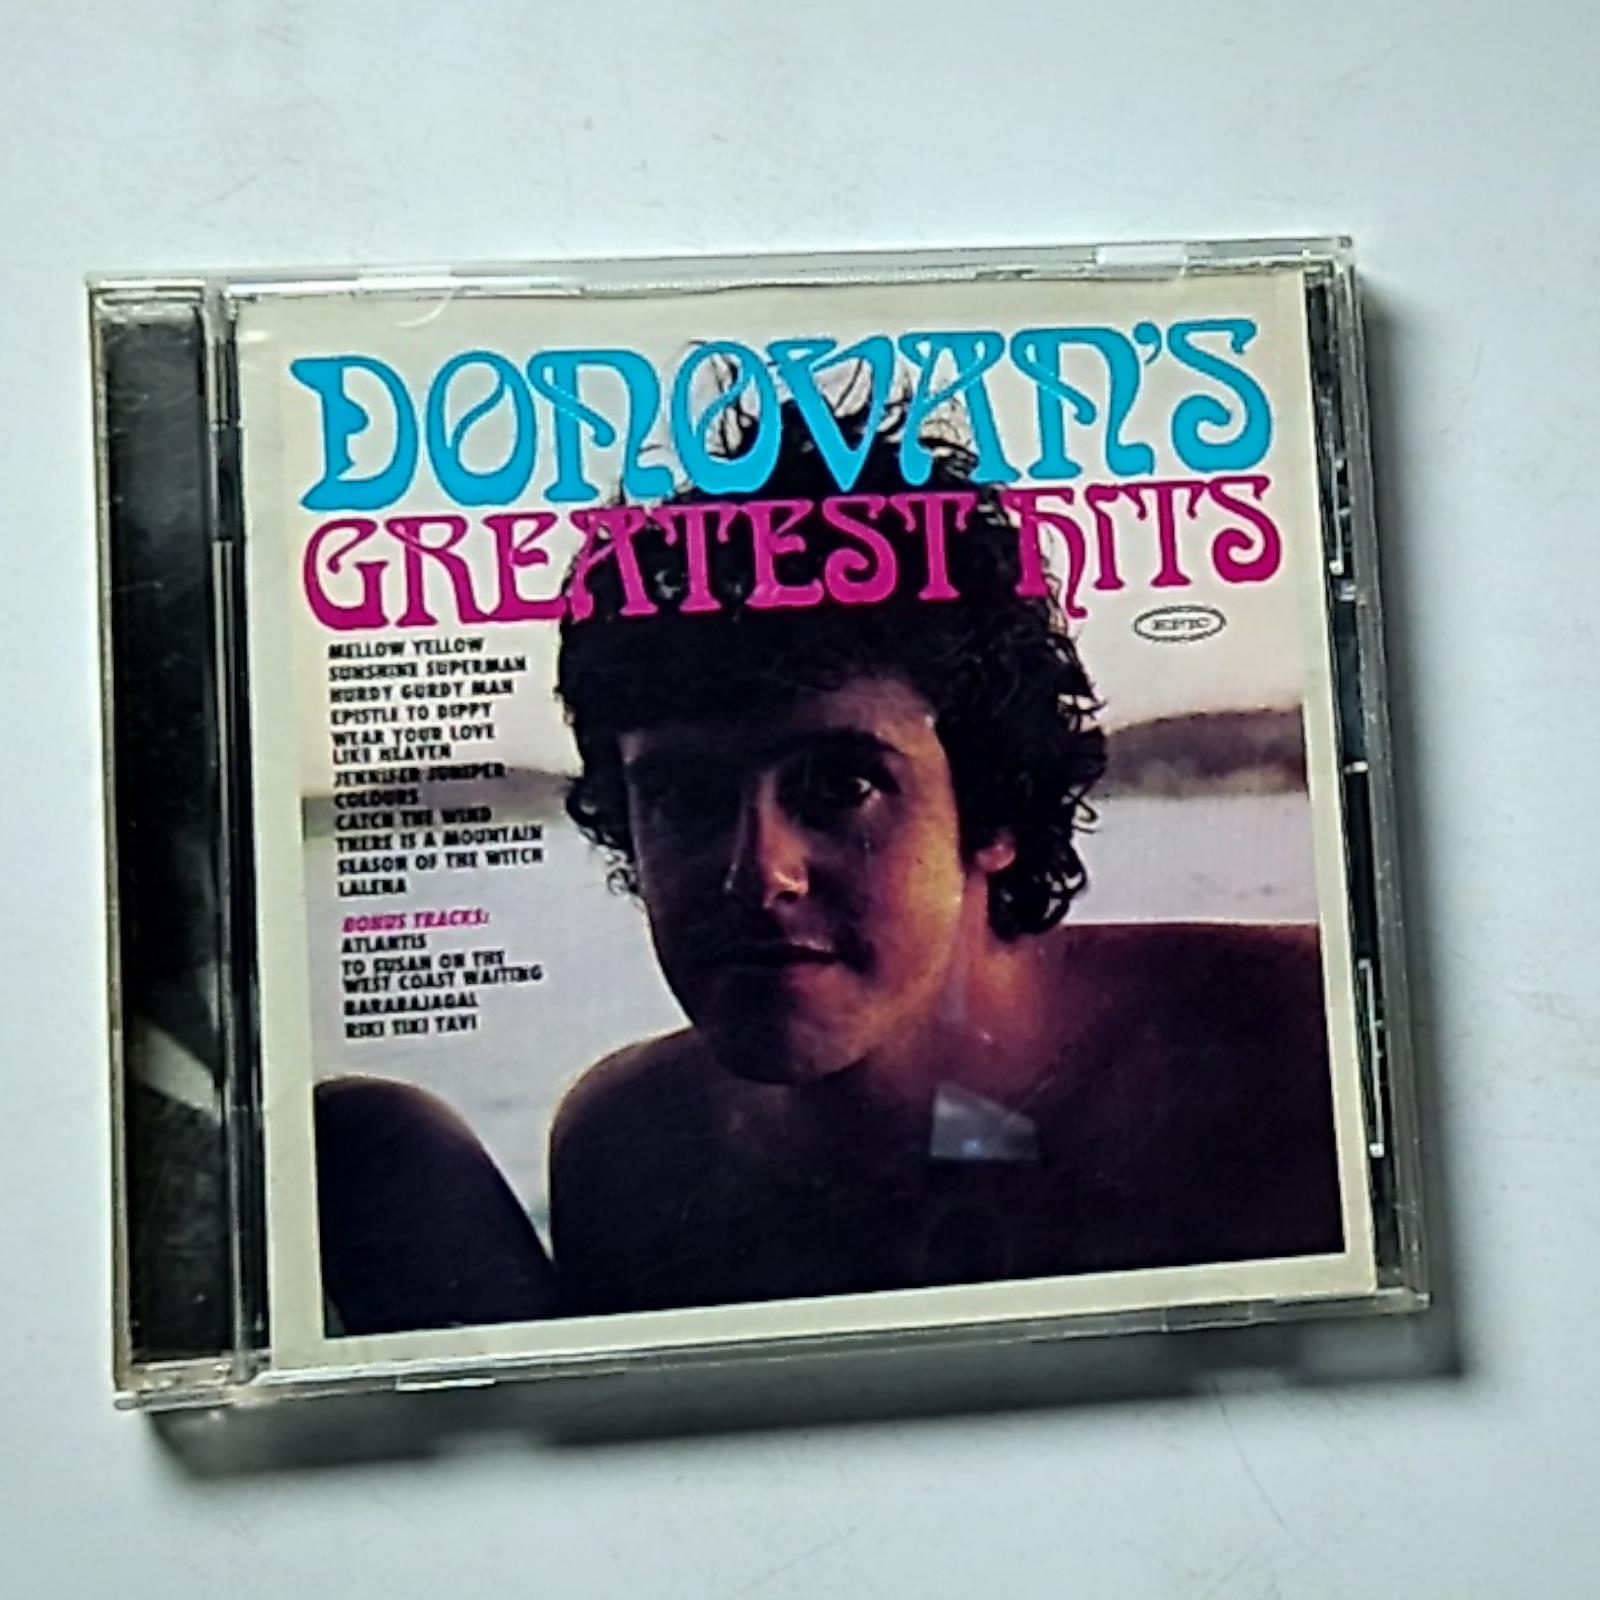 DONOVAN'S
GREATEST HITS
EPIC
MELLOW YELLOW
SUNSHINE SUPERMAN
HURDY GURDY MAN
EPISTLE TO DIPPY
WEAR YOUR LOVE
LIKE HEAVEN
JENNIFER JUNIPER
COLOURS
CATCH THE WIND
THERE IS A MOUNTAIN
SEASON OF THE WITCH
LALENA
BONUS TRACKS:
ATLANTIS
TO SUSAN ON THE
WEST COAST WAITING
BARABAJAGAL
RIKI TIKI TAVI